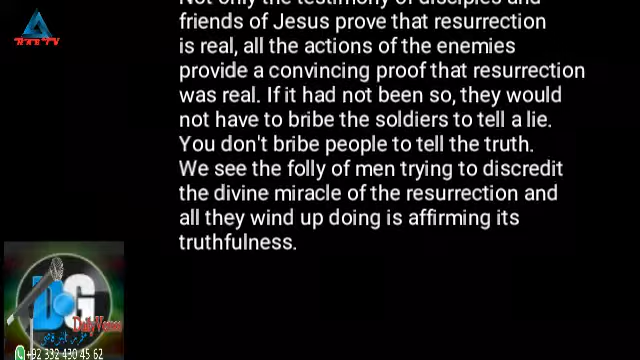 Not only the testimony of disciples and
friends of Jesus prove that resurrection
is real, all the actions of the enemies
provide a convincing proof that resurrection
was real. If it had not been so, they would
not have to bribe the soldiers to tell a lie.
You don't bribe people to tell the truth.
We see the folly of men trying to discredit
the divine miracle of the resurrection and
all they wind up doing is affirming its
truthfulness.
DG
DailyVerses
+92 332 430 45 62